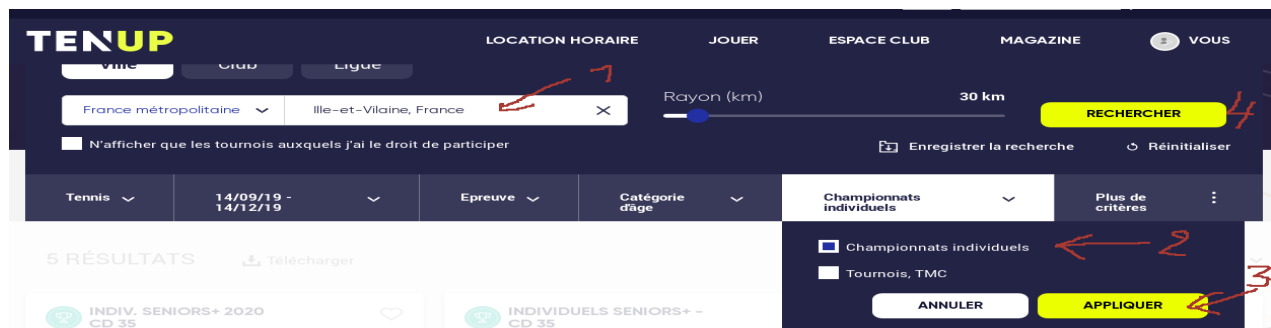 TENUP LOCATION HORAIRE JOUER ESPACE CLUB MAGAZINE VOUS
Ville Club Ligue
1
France métropolitaine Ille-et-Vilaine, France
Rayon (km) 30 km
RECHERCHER 4
N'afficher que les tournois auxquels j'ai le droit de participer
Enregistrer la recherche Réinitialiser
Tennis 14/09/19 - 14/12/19 Epreuve Catégorie d'âge Championnats individuels Plus de critères
Championnats individuels 2
5 RÉSULTATS Télécharger
Tournois, TMC
3
ANNULER APPLIQUER
INDIV. SENIORS+ 2020
CD 35
INDIVIDUELS SENIORS+ -
CD 35